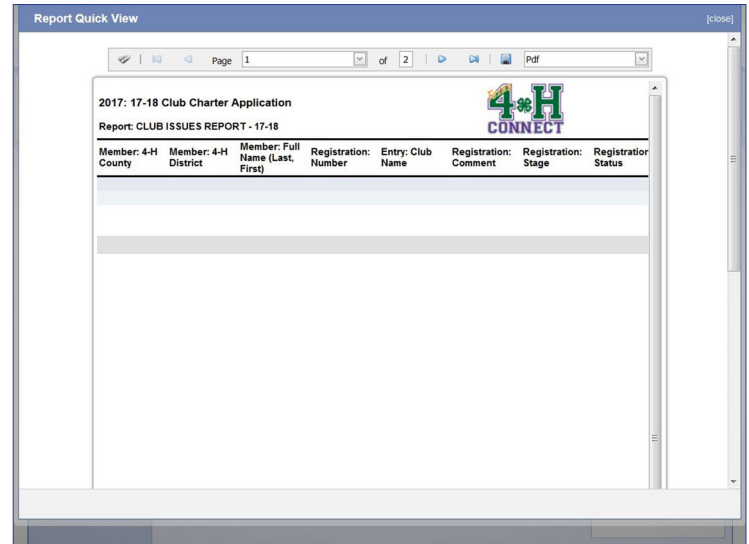 Report Quick View [close]
Page 1 of 2 Pdf
2017: 17-18 Club Charter Application
Report: CLUB ISSUES REPORT - 17-18
4 H
CONNECT
Member: 4-H County Member: 4-H District Member: Full Name (Last, First) Registration: Number Entry: Club Name Registration: Comment Registration: Stage Registration Status